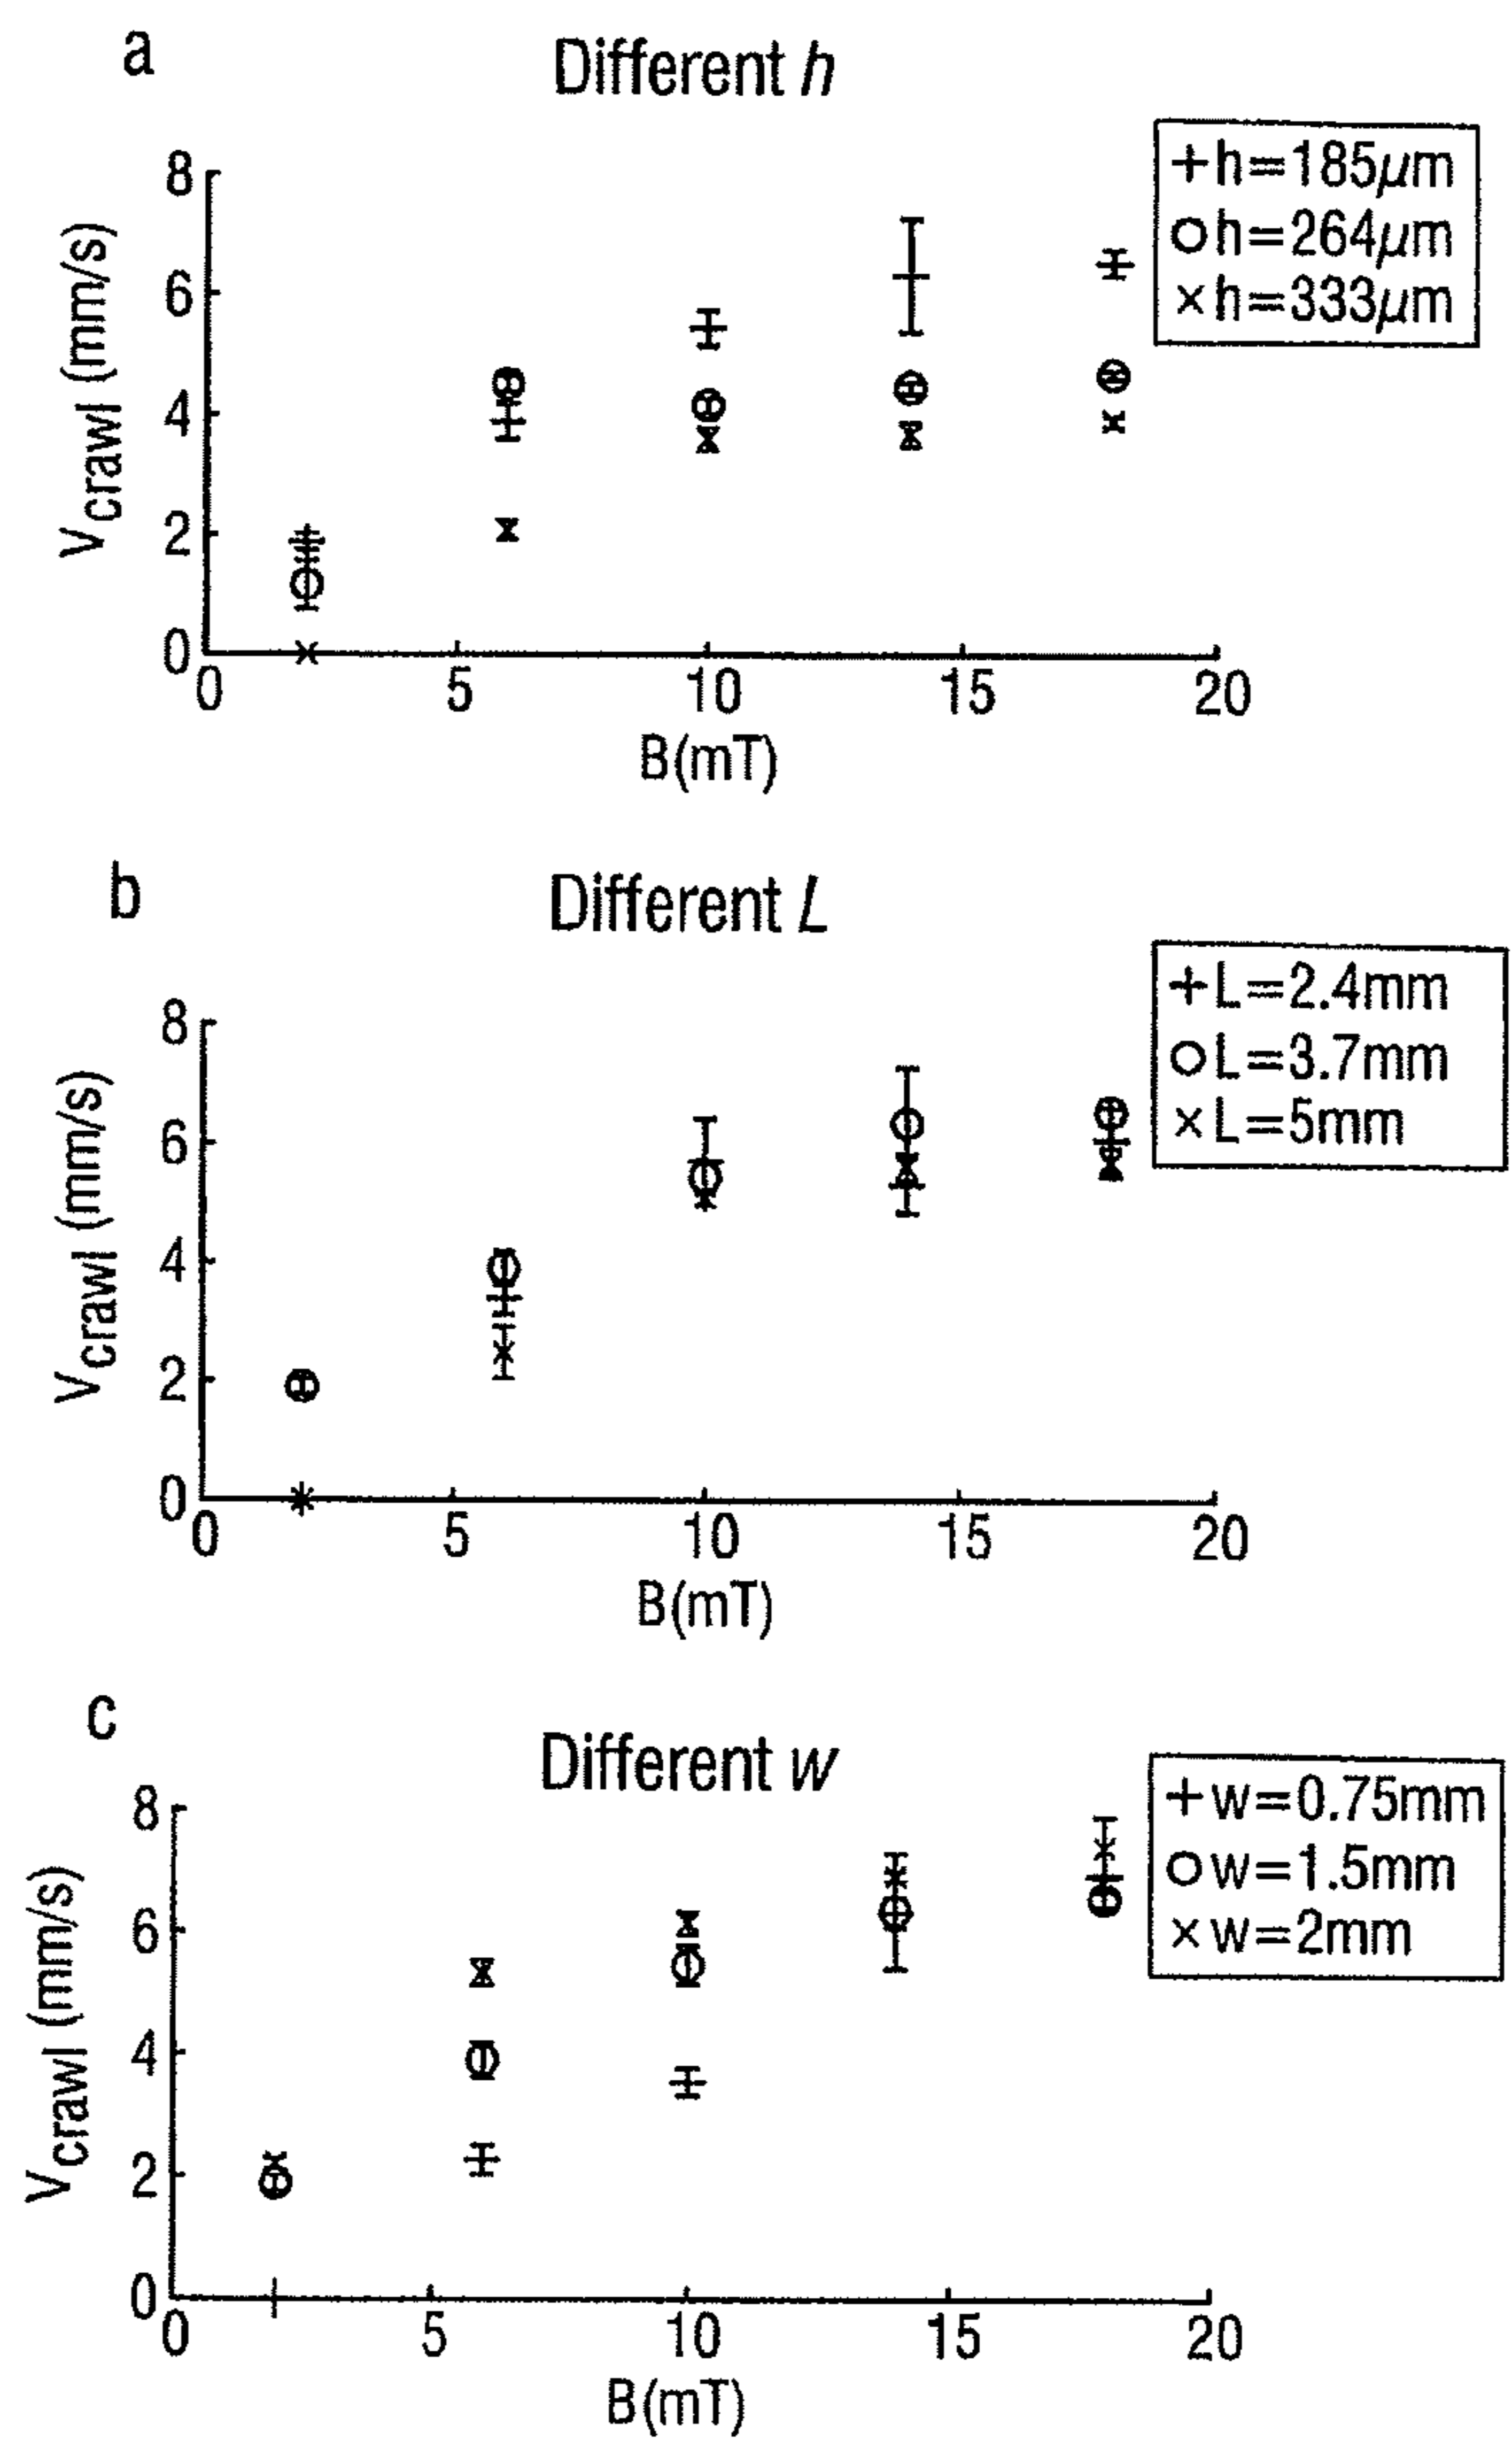 a
Different h
+h=185μm
oh=264μm
×h=333μm
Vcrawl (mm/s)
8
6
4
2
0
0 5 10 15 20
B(mT)
b
Different L
+L=2.4mm
oL=3.7mm
×L=5mm
Vcrawl (mm/s)
8
6
4
2
0
0 5 10 15 20
B(mT)
c
Different w
+w=0.75mm
ow=1.5mm
×w=2mm
Vcrawl (mm/s)
8
6
4
2
0
0 5 10 15 20
B(mT)